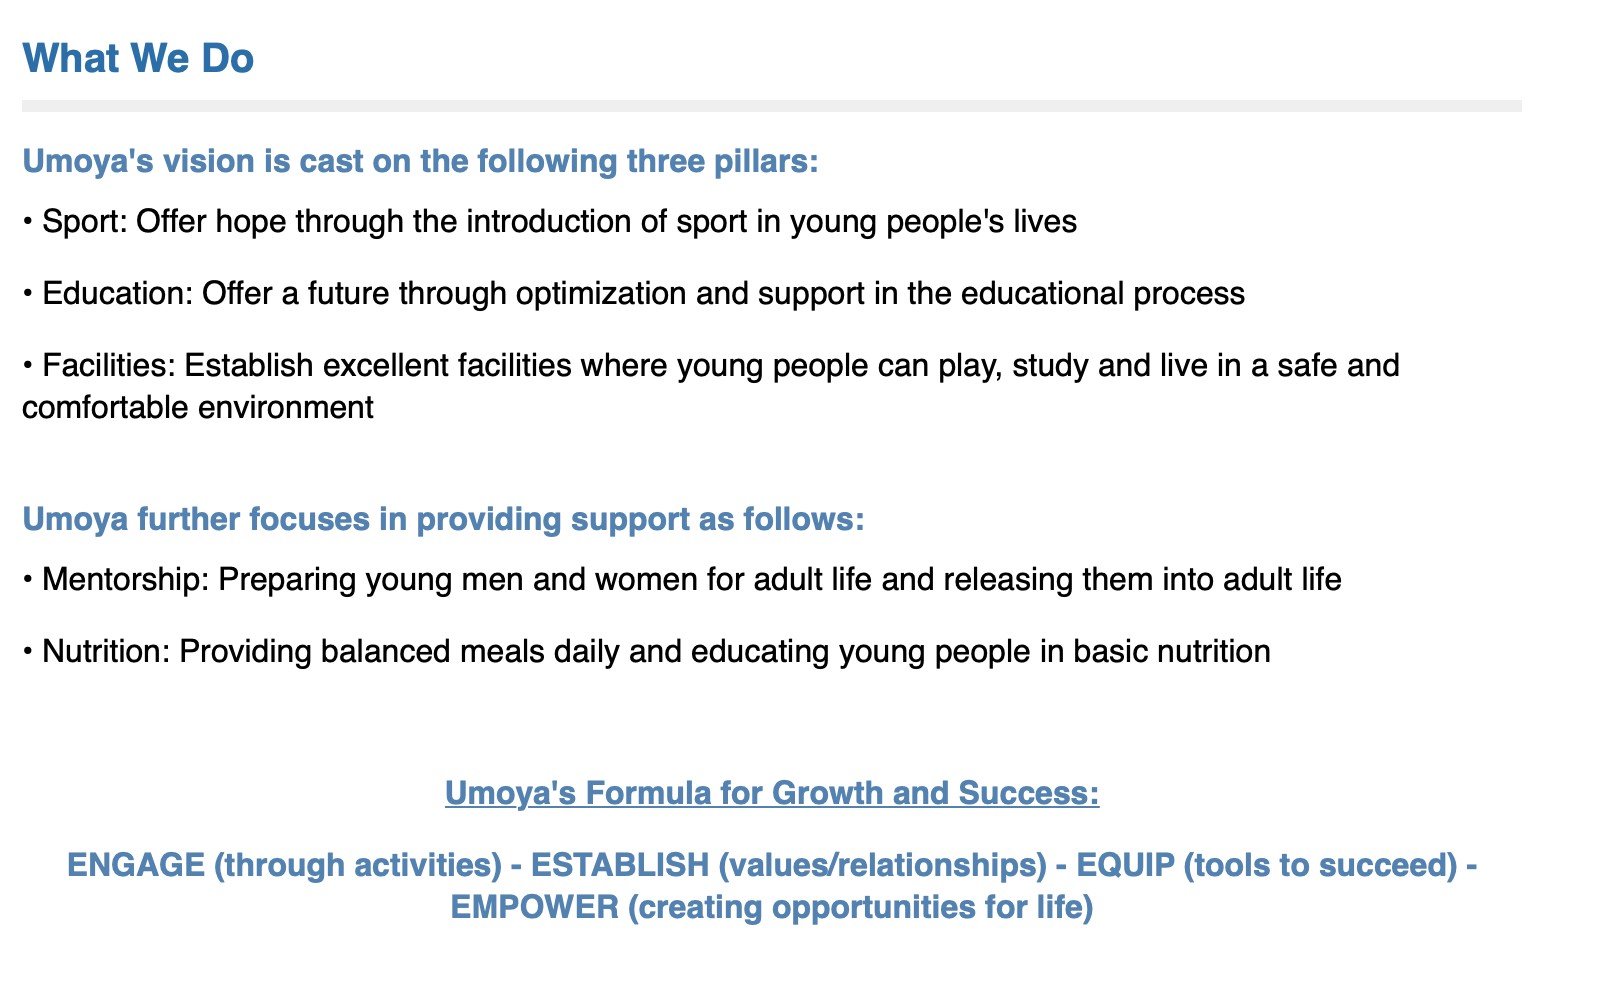 What We Do
Umoya's vision is cast on the following three pillars:
• Sport: Offer hope through the introduction of sport in young people's lives
• Education: Offer a future through optimization and support in the educational process
• Facilities: Establish excellent facilities where young people can play, study and live in a safe and
comfortable environment
Umoya further focuses in providing support as follows:
• Mentorship: Preparing young men and women for adult life and releasing them into adult life
• Nutrition: Providing balanced meals daily and educating young people in basic nutrition
Umoya's Formula for Growth and Success:
ENGAGE (through activities) - ESTABLISH (values/relationships) - EQUIP (tools to succeed) -
EMPOWER (creating opportunities for life)